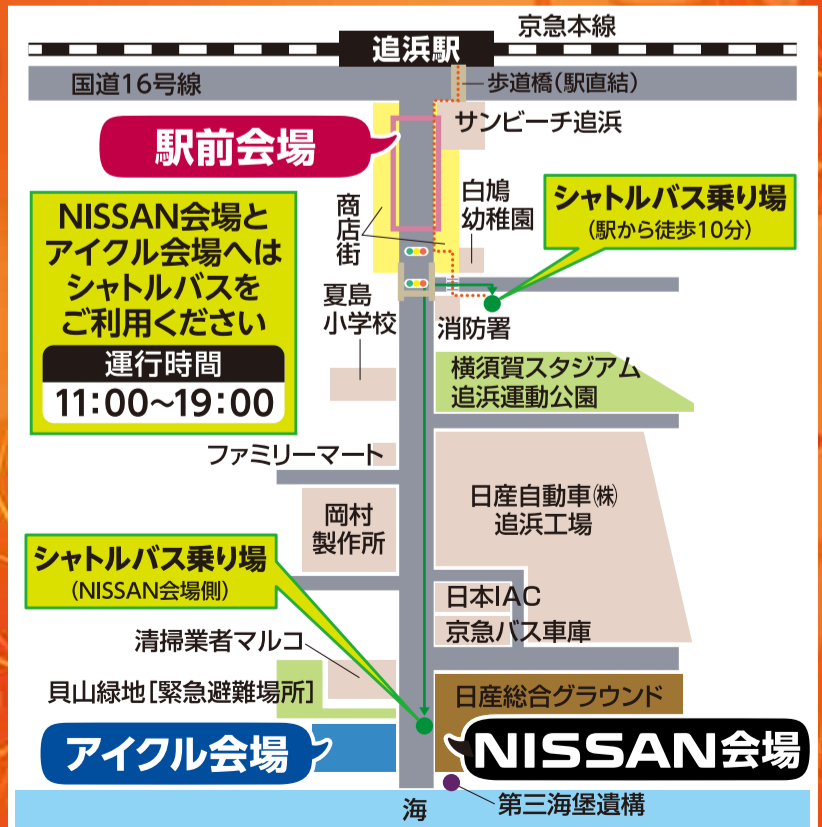 京急本線
追浜駅
国道16号線
歩道橋(駅直結)
サンビーチ追浜
駅前会場
白鳩
幼稚園
シャトルバス乗り場
(駅から徒歩10分)
商店街
NISSAN会場と
アイクル会場へは
シャトルバスを
ご利用ください
運行時間
11:00～19:00
夏島
小学校
消防署
横須賀スタジアム
追浜運動公園
ファミリーマート
日産自動車㈱
追浜工場
岡村
製作所
シャトルバス乗り場
(NISSAN会場側)
日本IAC
京急バス車庫
清掃業者マルコ
貝山緑地[緊急避難場所]
日産総合グラウンド
アイクル会場
NISSAN会場
海
第三海堡遺構